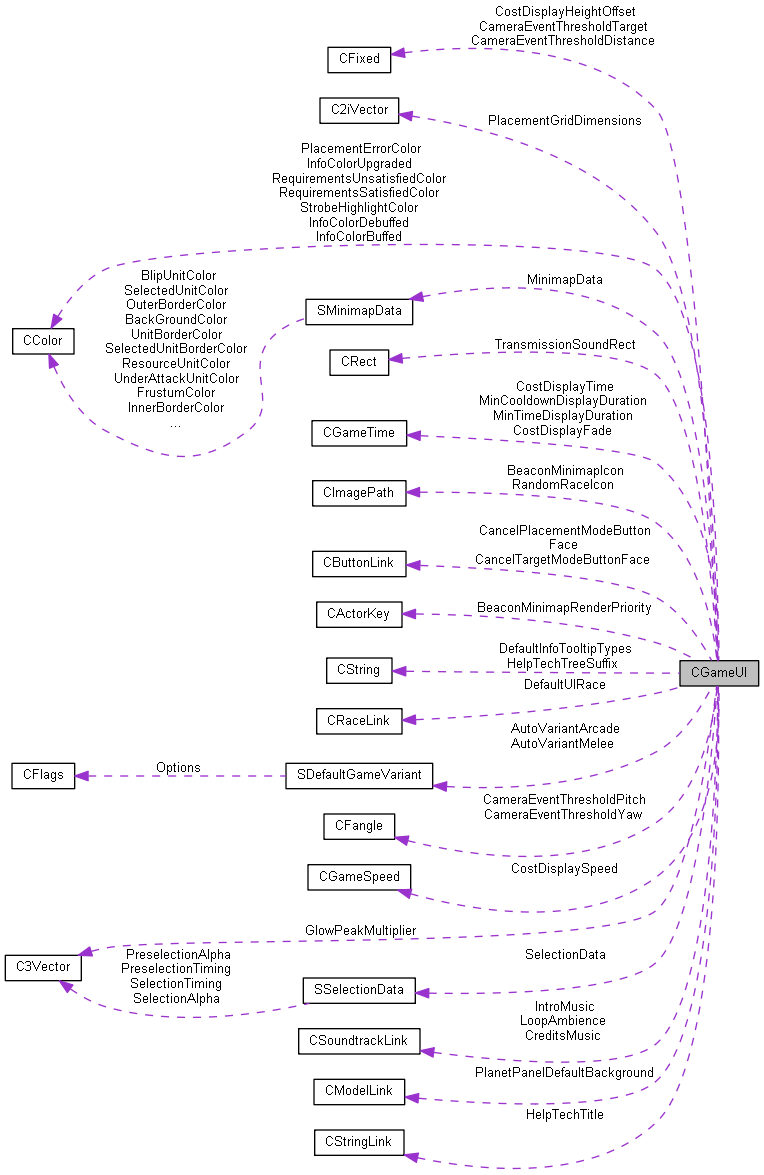 CostDisplayHeightOffset
CameraEventThresholdTarget
CameraEventThresholdDistance
CFixed
C2iVector
PlacementGridDimensions
PlacementErrorColor
InfoColorUpgraded
RequirementsUnsatisfiedColor
RequirementsSatisfiedColor
StrobeHighlightColor
InfoColorDebuffed
InfoColorBuffed
BlipUnitColor
SelectedUnitColor
OuterBorderColor
BackGroundColor
UnitBorderColor
SelectedUnitBorderColor
ResourceUnitColor
UnderAttackUnitColor
FrustumColor
InnerBorderColor
...
CColor
SMinimapData
MinimapData
CRect
TransmissionSoundRect
CGameTime
CostDisplayTime
MinCooldownDisplayDuration
MinTimeDisplayDuration
CostDisplayFade
CImagePath
BeaconMinimapIcon
RandomRaceIcon
CButtonLink
CancelPlacementModeButton
Face
CancelTargetModeButtonFace
CActorKey
BeaconMinimapRenderPriority
CString
DefaultInfoTooltipTypes
HelpTechTreeSuffix
CGameUI
CRaceLink
DefaultUIRace
CFlags
Options
SDefaultGameVariant
AutoVariantArcade
AutoVariantMelee
CFangle
CameraEventThresholdPitch
CameraEventThresholdYaw
CGameSpeed
CostDisplaySpeed
GlowPeakMultiplier
C3Vector
PreselectionAlpha
PreselectionTiming
SelectionTiming
SelectionAlpha
SSelectionData
SelectionData
CSoundtrackLink
IntroMusic
LoopAmbience
CreditsMusic
CModelLink
PlanetPanelDefaultBackground
CStringLink
HelpTechTitle